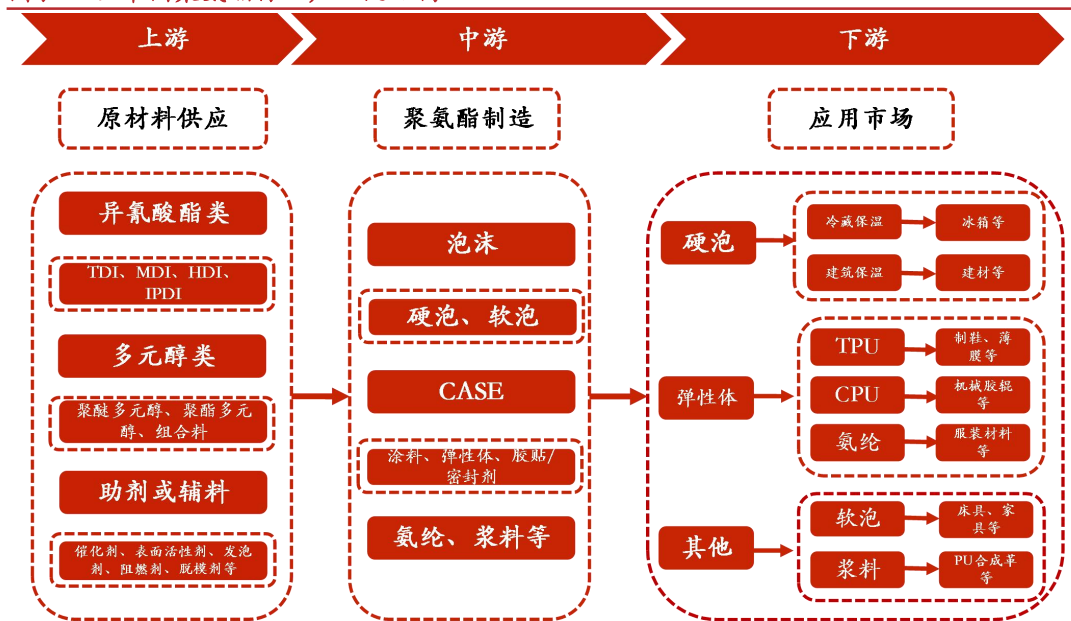 上游
中游
下游
原材料供应
聚氨酯制造
应用市场
异氰酸酯类
TDI、MDI、HDI、
IPDI
多元醇类
聚醚多元醇、聚酯多元
醇、组合料
助剂或辅料
催化剂、表面活性剂、发泡
剂、阻燃剂、脱模剂等
泡沫
硬泡、软泡
CASE
涂料、弹性体、胶贴/
密封剂
氨纶、浆料等
硬泡
冷藏保温
冰箱等
建筑保温
建材等
弹性体
TPU
制鞋、薄
膜等
CPU
机械胶辊
等
氨纶
服装材料
等
其他
软泡
床具、家
具等
浆料
PU合成革
等